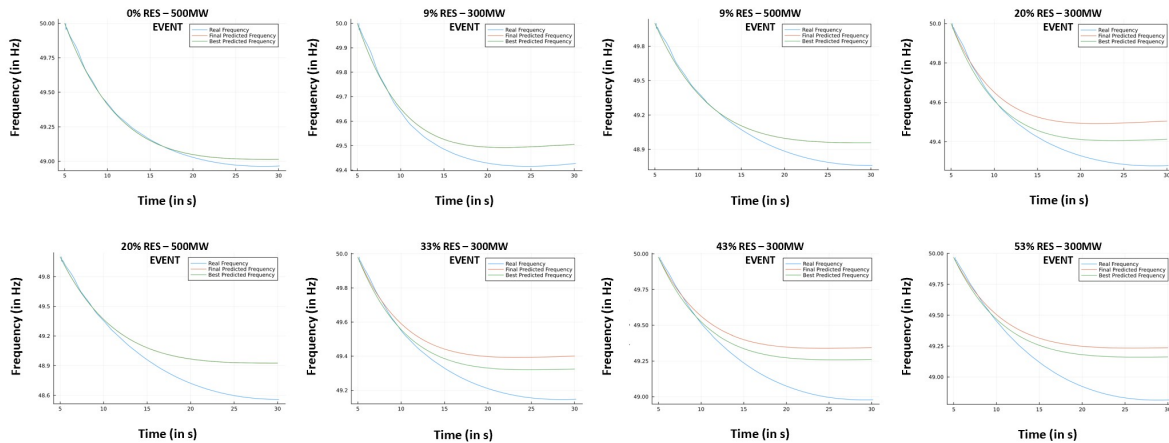 0% RES – 500MW
EVENT
Real Frequency
Final Predicted Frequency
Best Predicted Frequency
Frequency (in Hz)
50.00
49.75
49.50
49.25
49.00
5
10
15
20
25
30
Time (in s)
9% RES – 300MW
EVENT
Real Frequency
Final Predicted Frequency
Best Predicted Frequency
Frequency (in Hz)
50.0
49.9
49.8
49.7
49.6
49.5
49.4
5
10
15
20
25
30
Time (in s)
9% RES – 500MW
EVENT
Real Frequency
Final Predicted Frequency
Best Predicted Frequency
Frequency (in Hz)
49.8
49.5
49.2
48.9
5
10
15
20
25
30
Time (in s)
20% RES – 300MW
EVENT
Real Frequency
Final Predicted Frequency
Best Predicted Frequency
Frequency (in Hz)
50.0
49.8
49.6
49.4
5
10
15
20
25
30
Time (in s)
20% RES – 500MW
EVENT
Real Frequency
Final Predicted Frequency
Best Predicted Frequency
Frequency (in Hz)
49.8
49.5
49.2
48.9
48.6
5
10
15
20
25
30
Time (in s)
33% RES – 300MW
EVENT
Real Frequency
Final Predicted Frequency
Best Predicted Frequency
Frequency (in Hz)
50.0
49.8
49.6
49.4
49.2
5
10
15
20
25
30
Time (in s)
43% RES – 300MW
EVENT
Real Frequency
Final Predicted Frequency
Best Predicted Frequency
Frequency (in Hz)
50.00
49.75
49.50
49.25
49.00
5
10
15
20
25
30
Time (in s)
53% RES – 300MW
EVENT
Real Frequency
Final Predicted Frequency
Best Predicted Frequency
Frequency (in Hz)
50.00
49.75
49.50
49.25
49.00
5
10
15
20
25
30
Time (in s)